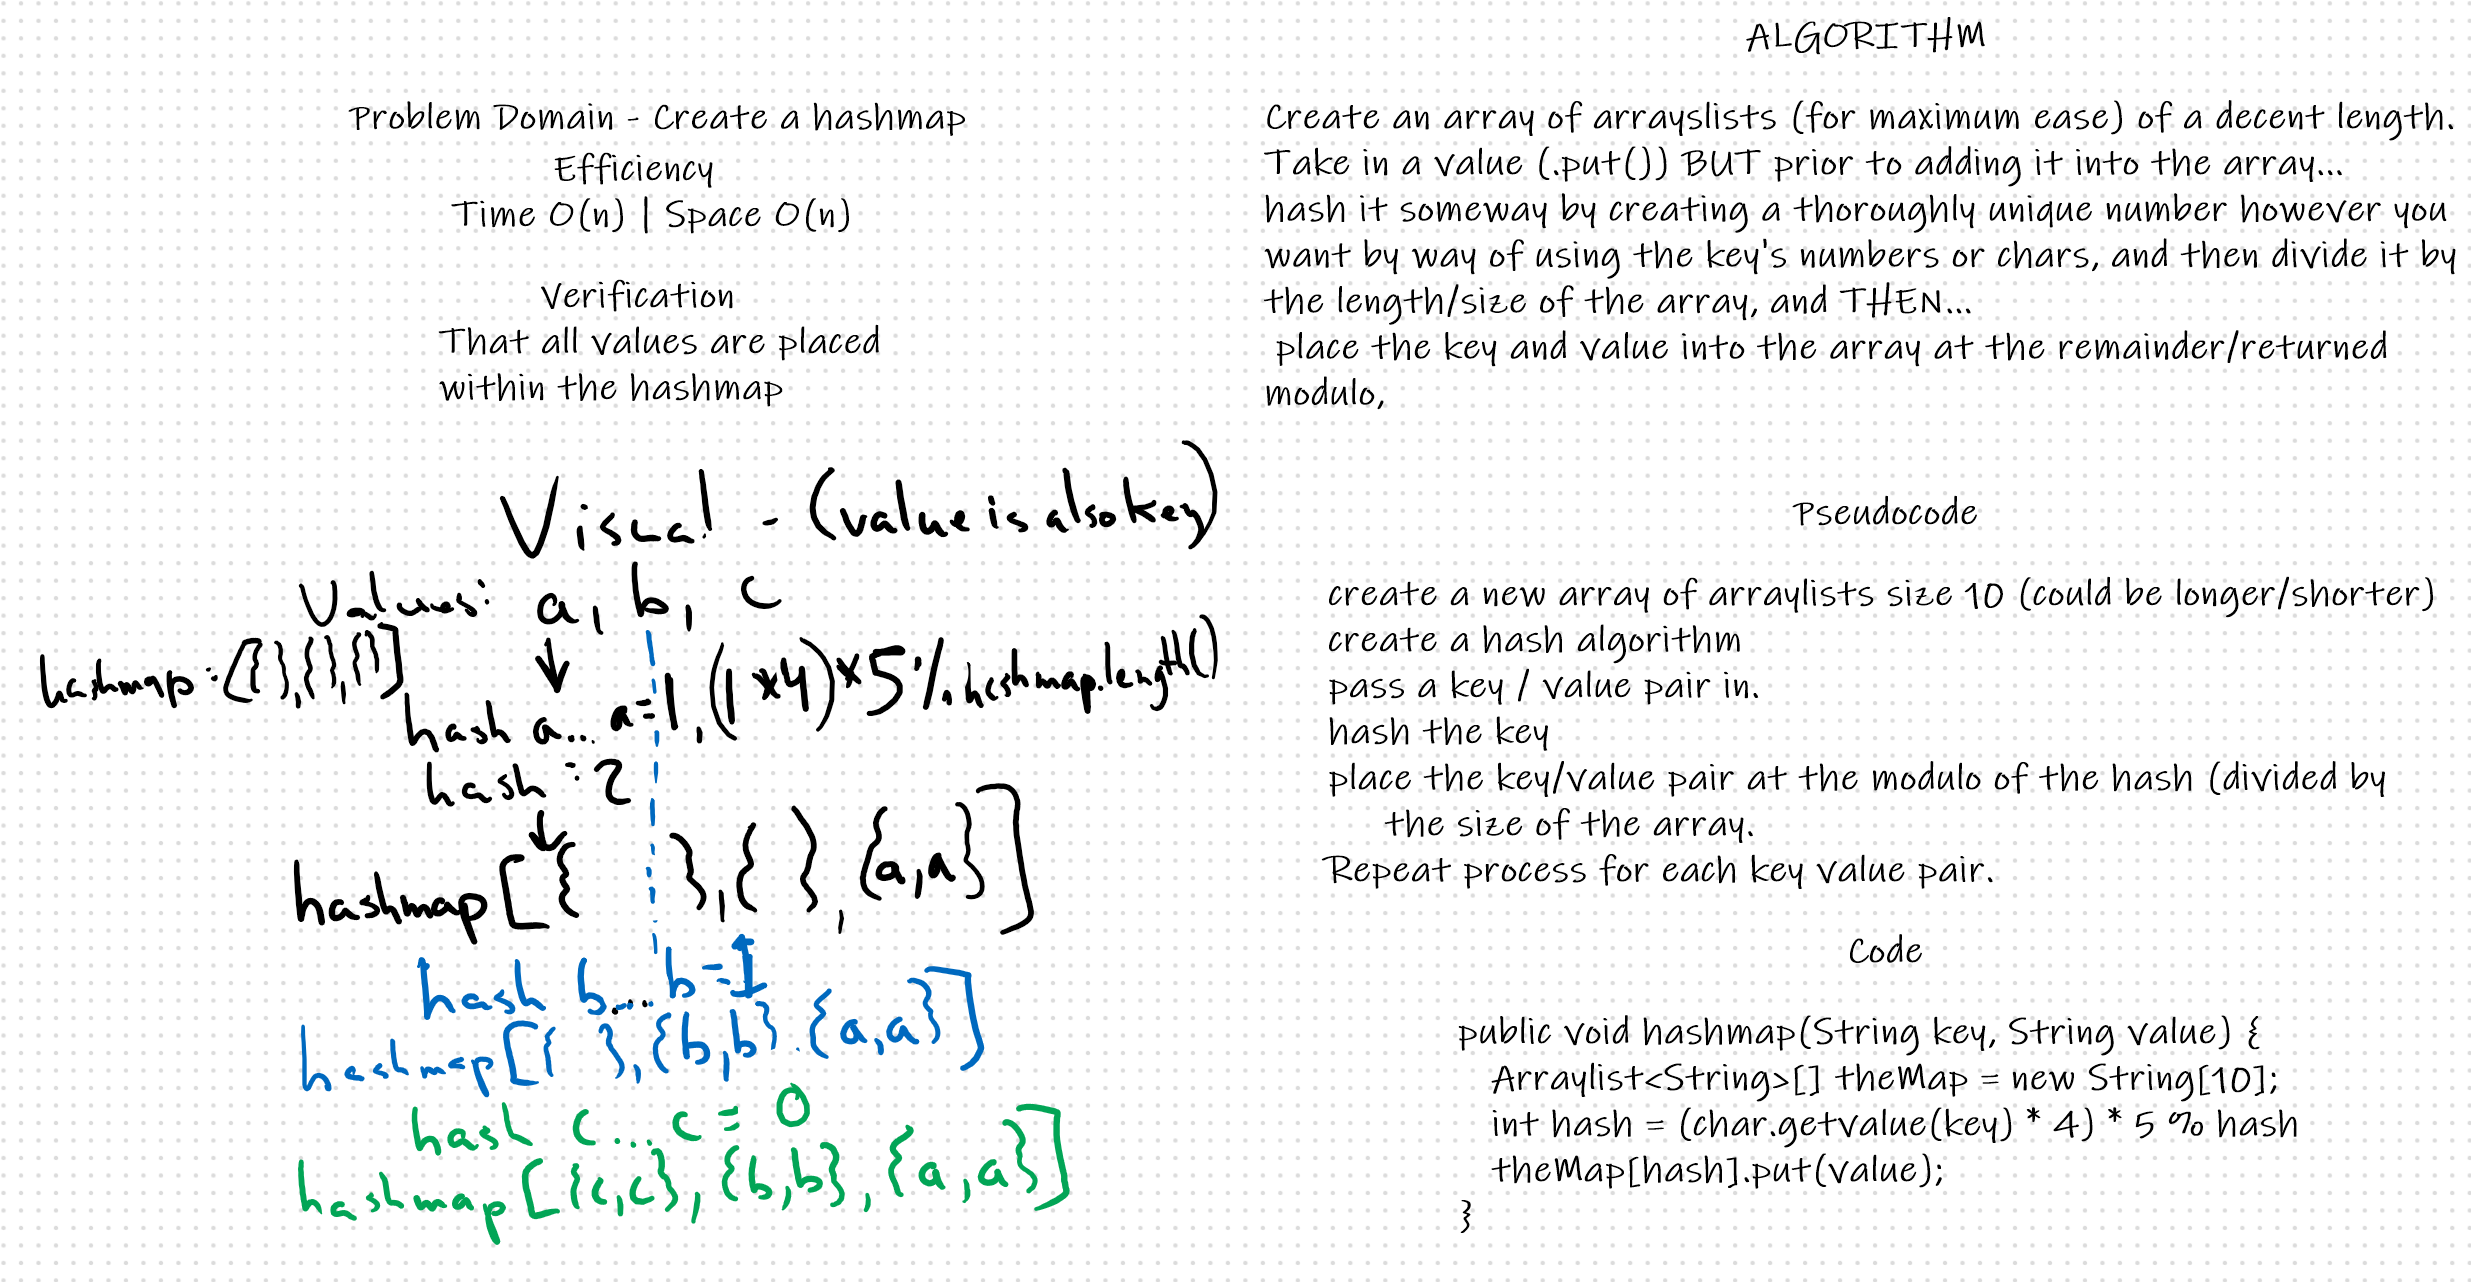 Problem Domain - Create a hashmap
Efficiency
Time O(n) | Space O(n)
Verification
That all values are placed
within the hashmap
Visual - (value is also key)
Values: a, b, c
hashmap: [{ },{ },{ }]
hash a... a=1, (1*4)*5% hashmap.length()
hash = 2
hashmap[{ },{ },{a,a}]
hash b... b=1
hashmap[{ },{b,b},{a,a}]
hash c...c = 0
hashmap[{c,c},{b,b},{a,a}]
ALGORITHM
Create an array of arrayslists (for maximum ease) of a decent length.
Take in a value (.put()) BUT prior to adding it into the array...
hash it someway by creating a thoroughly unique number however you
want by way of using the key's numbers or chars, and then divide it by
the length/size of the array, and THEN...
place the key and value into the array at the remainder/returned
modulo,
Pseudocode
create a new array of arraylists size 10 (could be longer/shorter)
create a hash algorithm
pass a key / value pair in.
hash the key
place the key/value pair at the modulo of the hash (divided by
the size of the array.
Repeat process for each key value pair.
Code
public void hashmap(String key, String value) {
Arraylist<String>[] theMap = new String[10];
int hash = (char.getvalue(key) * 4) * 5 % hash
theMap[hash].put(value);
}